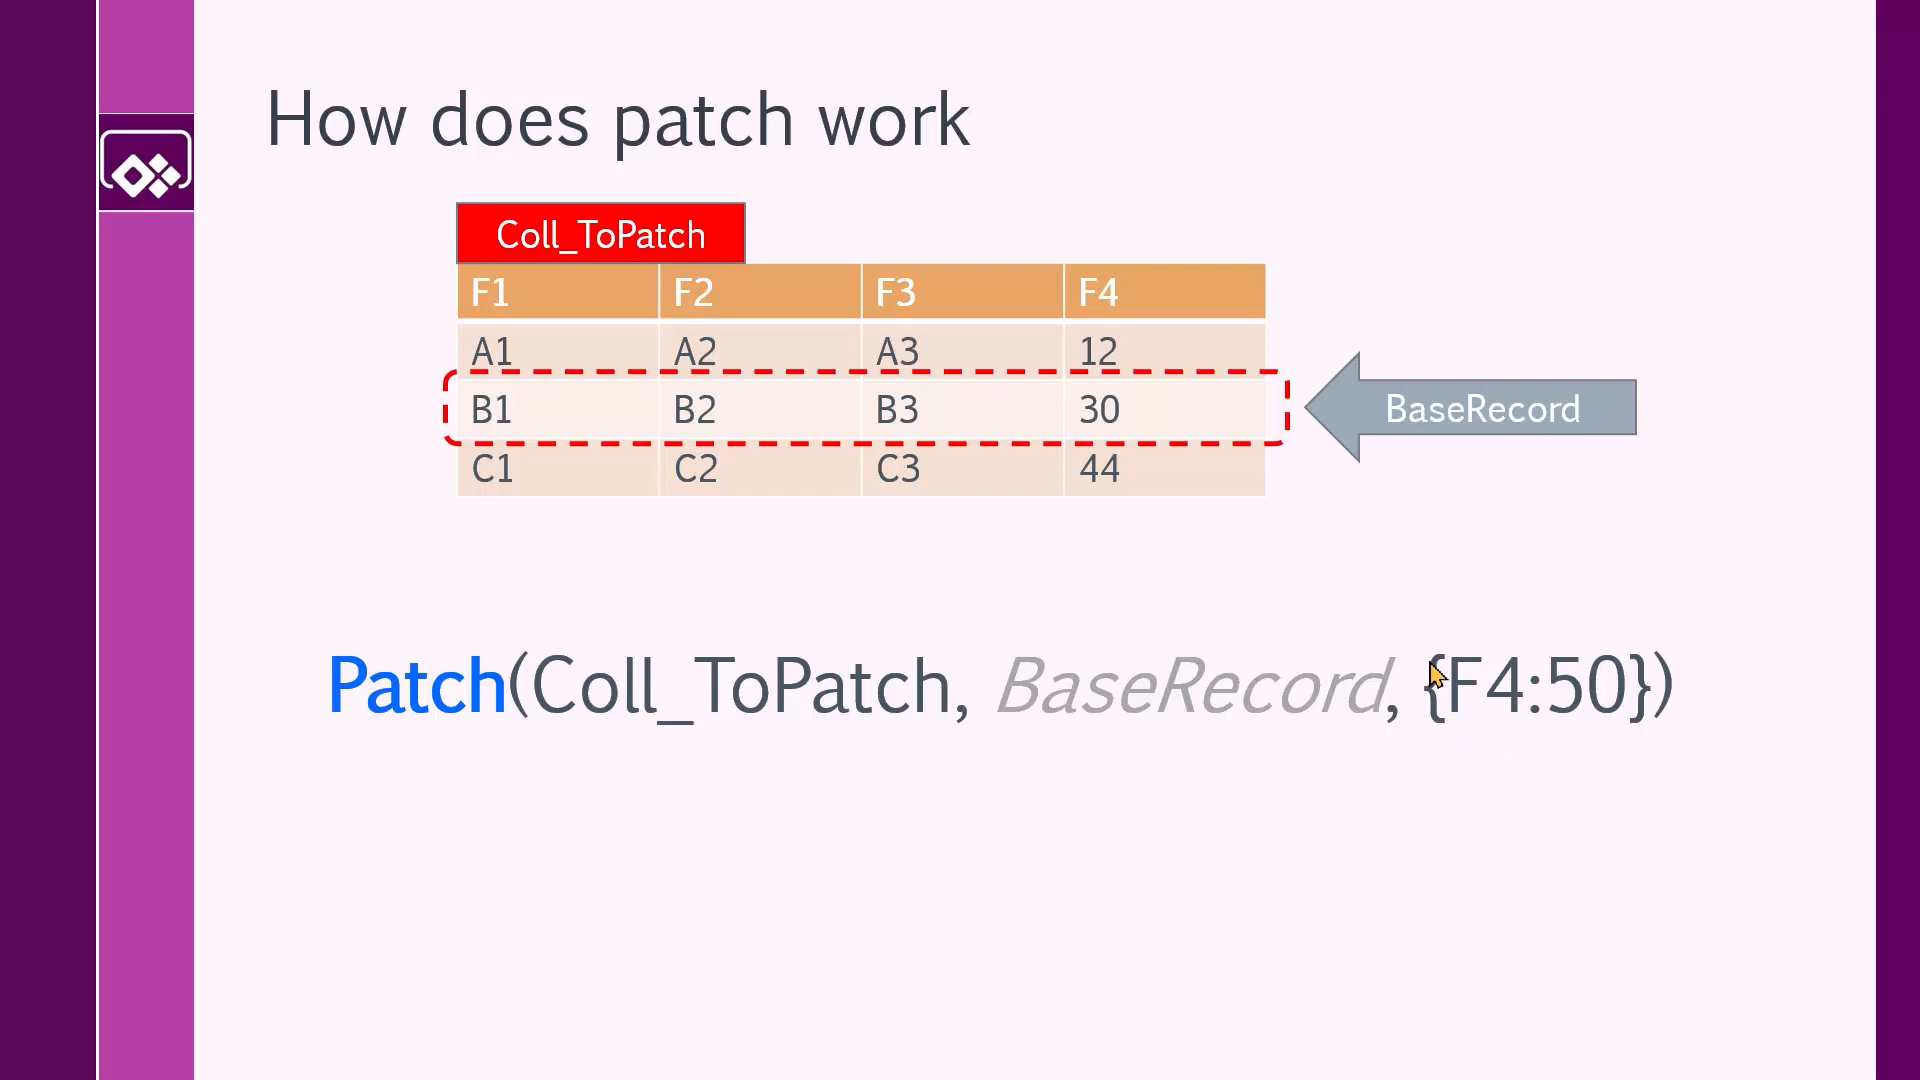 How does patch work
Coll_ToPatch
F1 F2 F3 F4
A1 A2 A3 12
B1 B2 B3 30
BaseRecord
C1 C2 C3 44
Patch(Coll_ToPatch, BaseRecord, {F4:50})